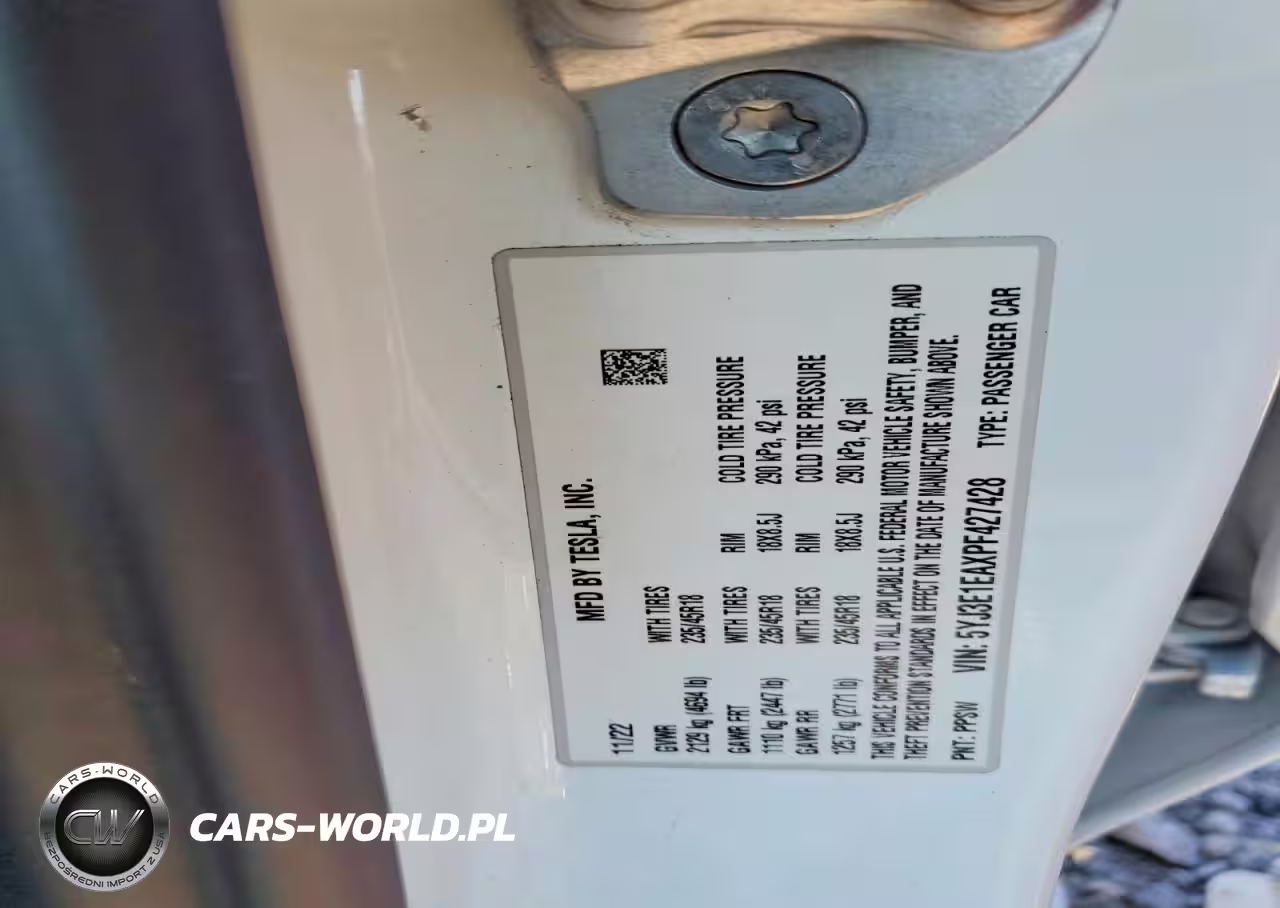 MFD BY TESLA, INC.
11/22
GVWR WITH TIRES
2129 kg (4694 lb) 235/45R18
GAWR FRT WITH TIRES RIM COLD TIRE PRESSURE
1110 kg (2447 lb) 235/45R18 18X8.5J 290 kPa, 42 psi
GAWR RR WITH TIRES RIM COLD TIRE PRESSURE
1257 kg (2771 lb) 235/45R18 18X8.5J 290 kPa, 42 psi
THIS VEHICLE CONFORMS TO ALL APPLICABLE U.S. FEDERAL MOTOR VEHICLE SAFETY, BUMPER, AND
THEFT PREVENTION STANDARDS IN EFFECT ON THE DATE OF MANUFACTURE SHOWN ABOVE.
PNT: PPSW VIN: 5YJ3E1EAXPF427428 TYPE: PASSENGER CAR
CARS-WORLD
CW
BEZPOŚREDNI IMPORT Z USA
CARS-WORLD.PL